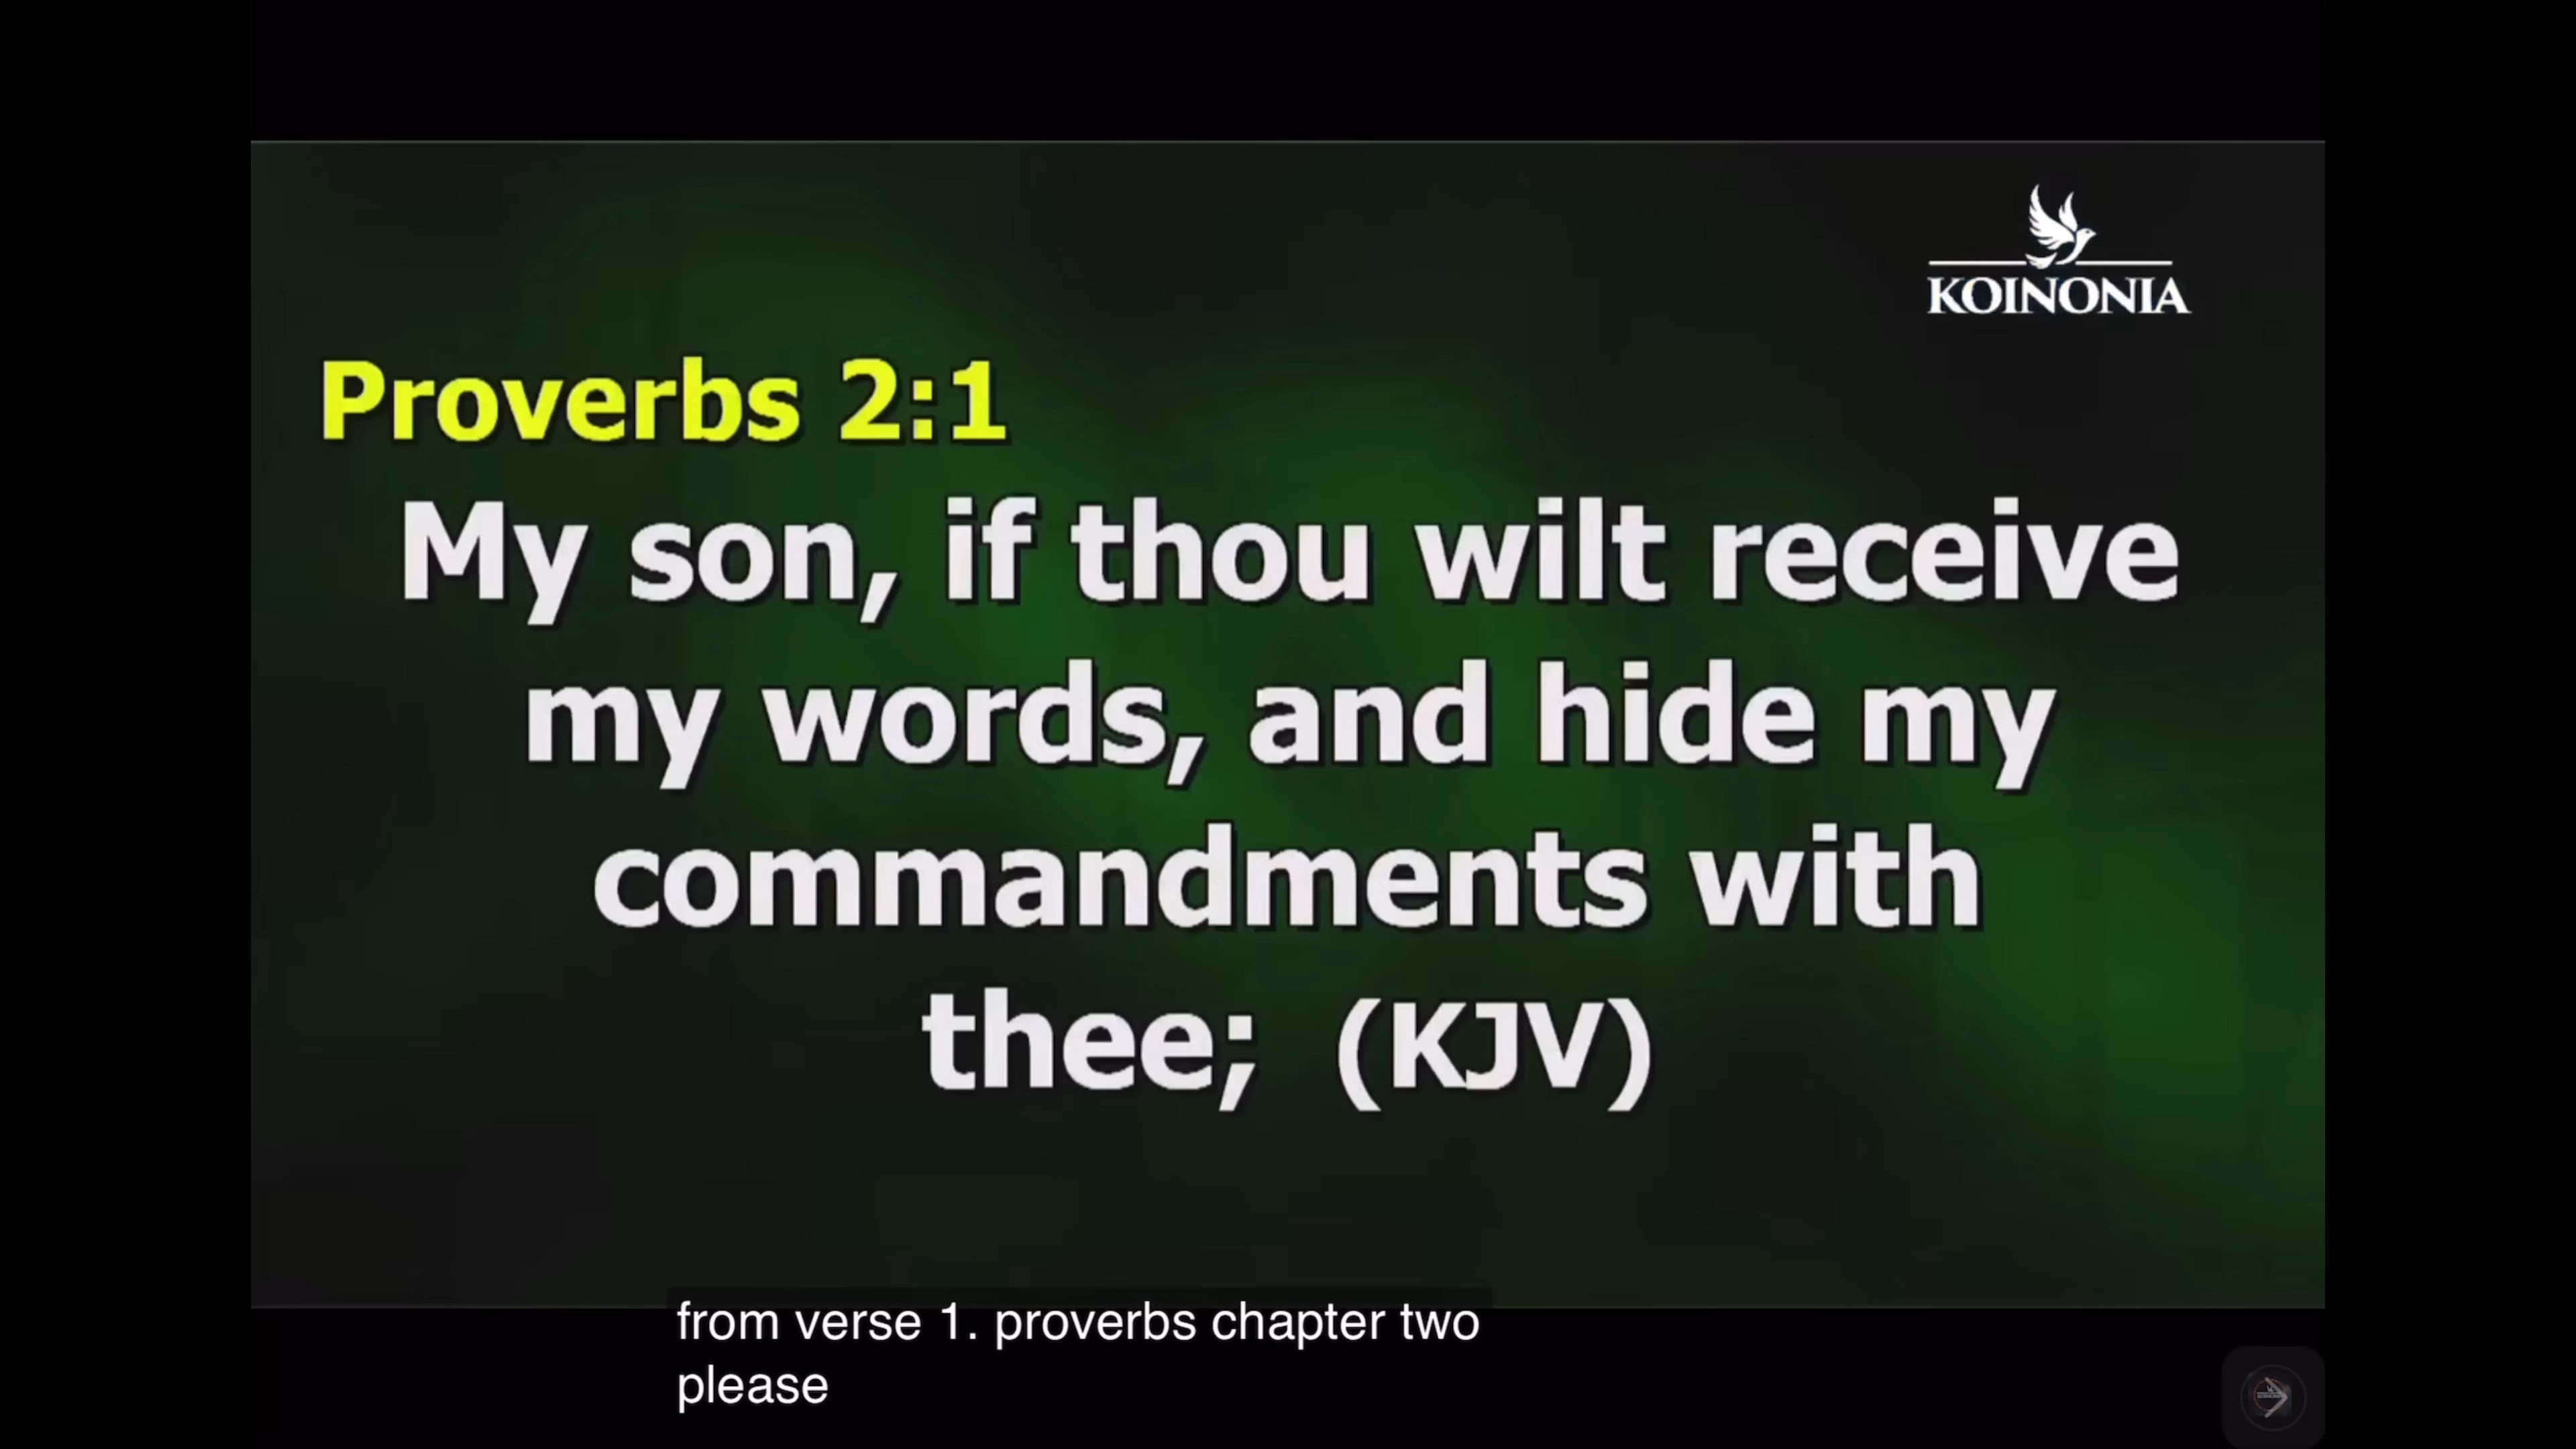 KOINONIA
Proverbs 2:1
My son, if thou wilt receive
my words, and hide my
commandments with
thee; (KJV)
from verse 1. proverbs chapter two
please